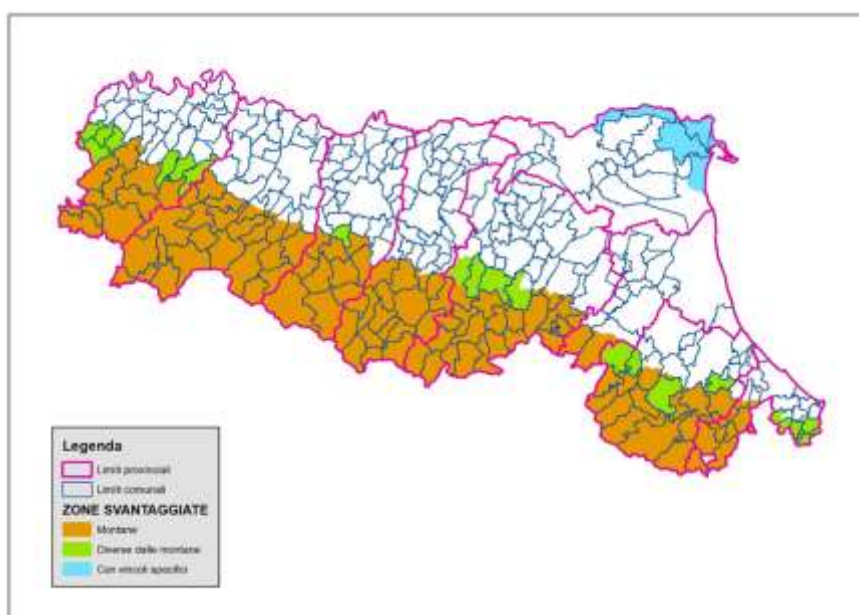 Legenda
Limiti provinciali
Limiti comunali
ZONE SVANTAGGIATE
Montane
Diverse dalle montane
Con vincoli specifici